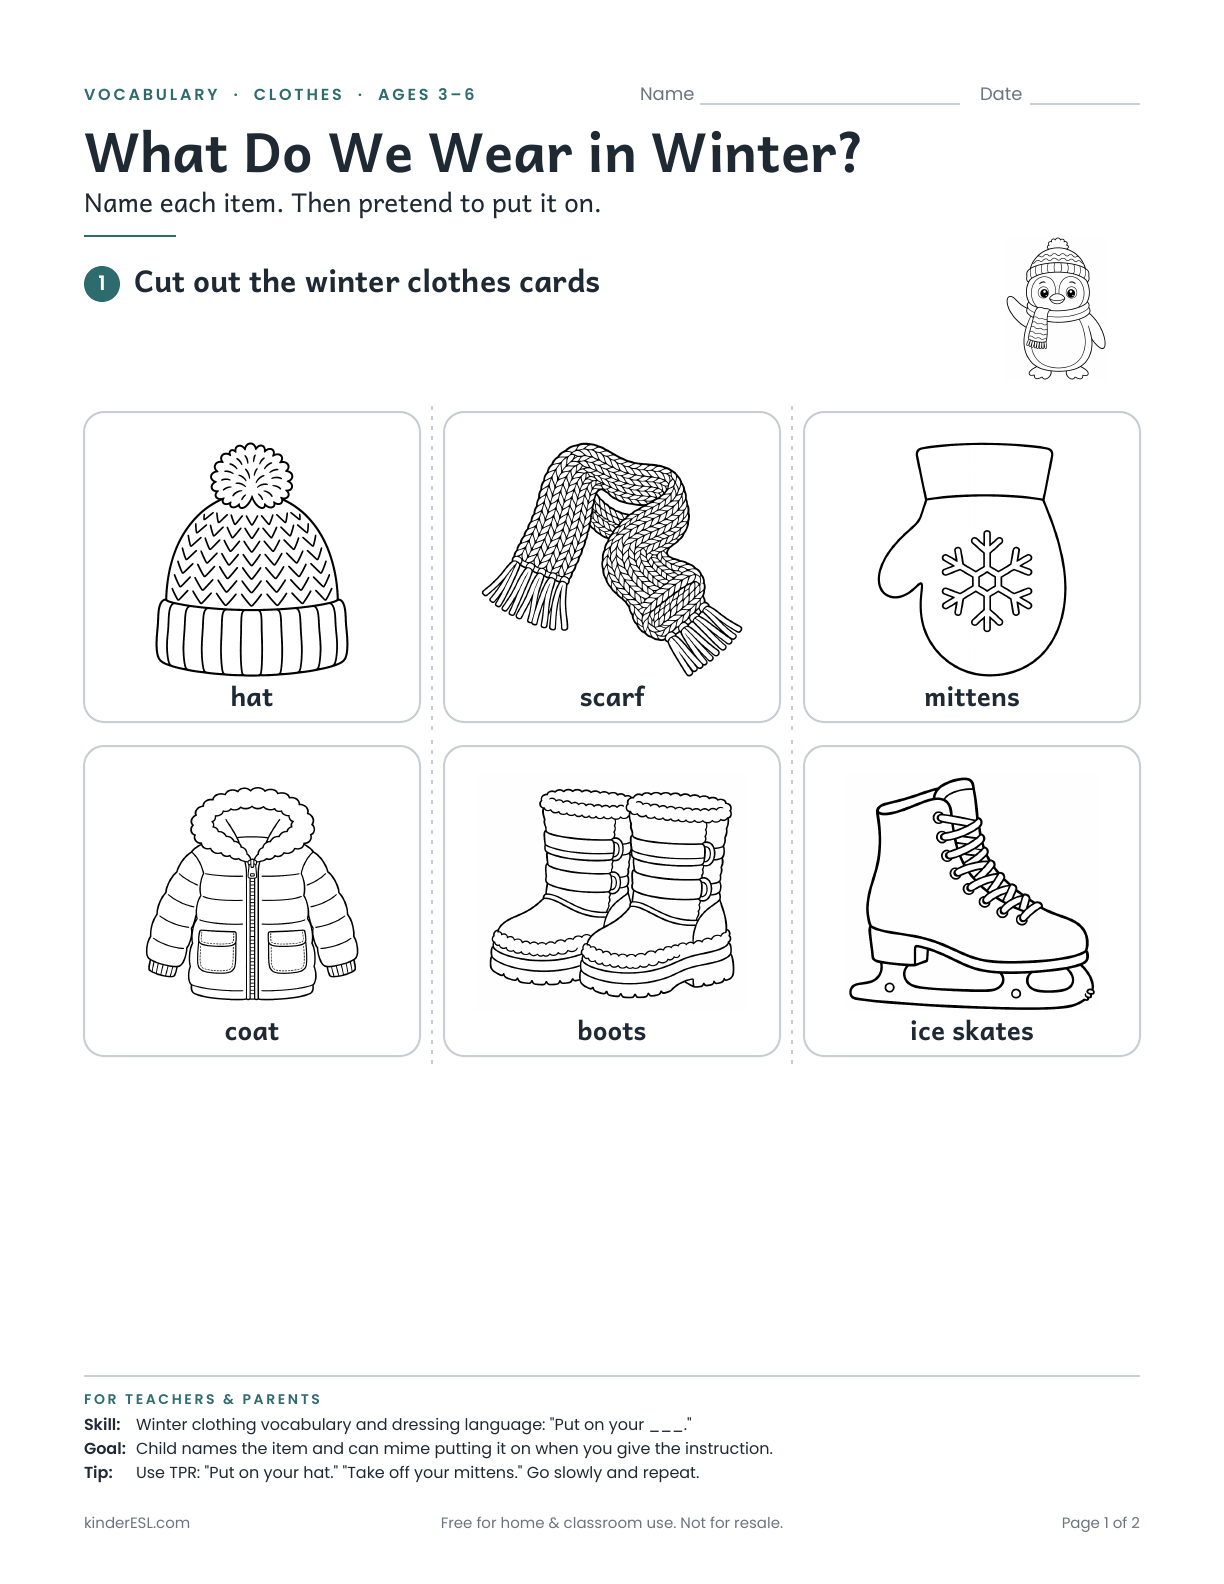 VOCABULARY · CLOTHES · AGES 3–6
Name
Date
What Do We Wear in Winter?
Name each item. Then pretend to put it on.
1 Cut out the winter clothes cards
hat
scarf
mittens
coat
boots
ice skates
FOR TEACHERS & PARENTS
Skill: Winter clothing vocabulary and dressing language: "Put on your ___."
Goal: Child names the item and can mime putting it on when you give the instruction.
Tip: Use TPR: "Put on your hat." "Take off your mittens." Go slowly and repeat.
kinderESL.com
Free for home & classroom use. Not for resale.
Page 1 of 2